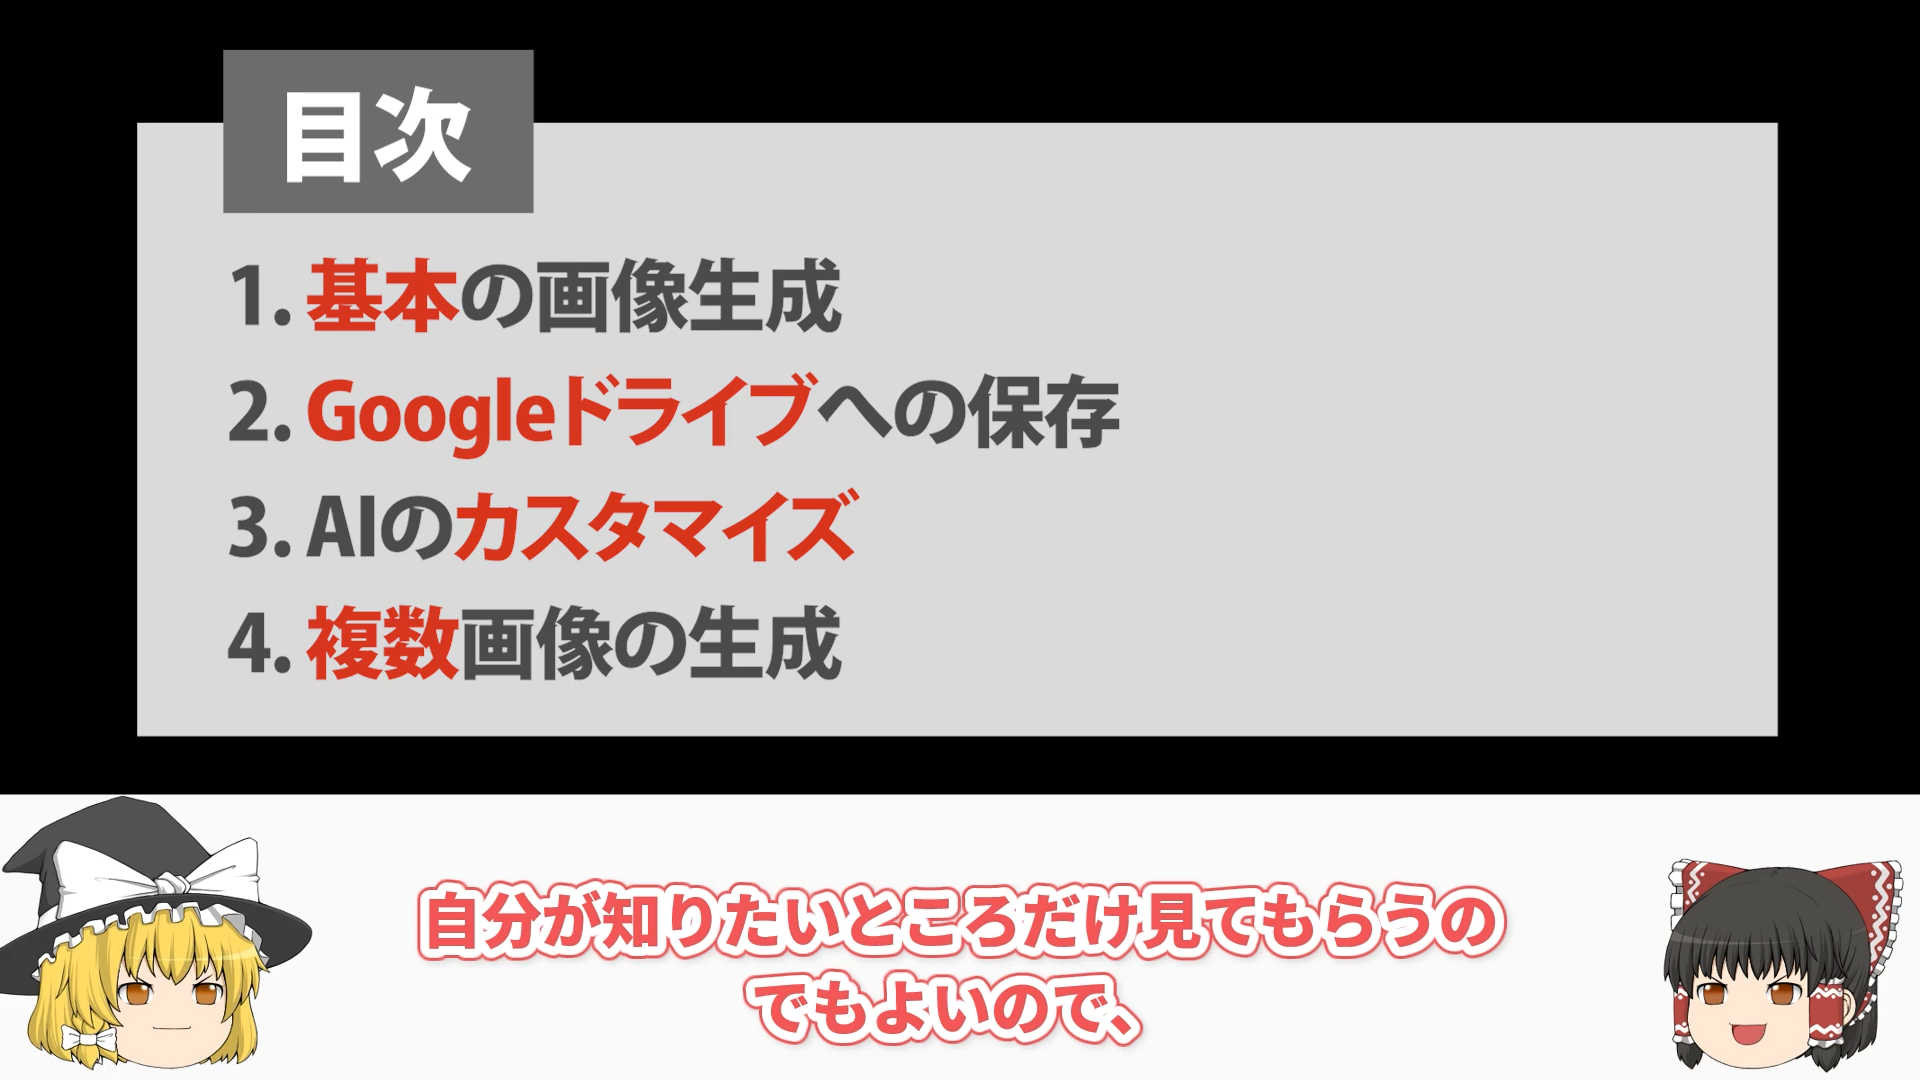 目次
1. 基本の画像生成
2. Googleドライブへの保存
3. AIのカスタマイズ
4. 複数画像の生成
自分が知りたいところだけ見てもらうの
でもよいので、